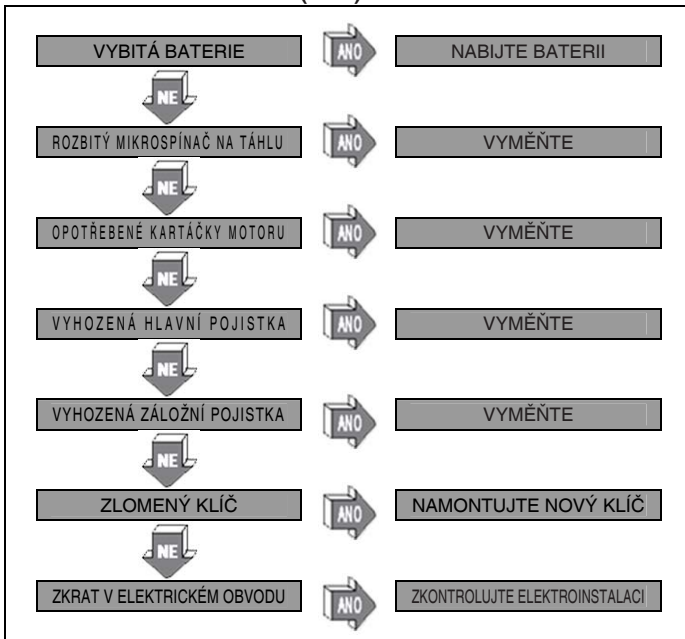 VYBITÁ BATERIE ANO NABIJTE BATERII
NE
ROZBITÝ MIKROSPÍNAČ NA TÁHLU ANO VYMĚŇTE
NE
OPOTŘEBENÉ KARTÁČKY MOTORU ANO VYMĚŇTE
NE
VYHOZENÁ HLAVNÍ POJISTKA ANO VYMĚŇTE
NE
VYHOZENÁ ZÁLOŽNÍ POJISTKA ANO VYMĚŇTE
NE
ZLOMENÝ KLÍČ ANO NAMONTUJTE NOVÝ KLÍČ
NE
ZKRAT V ELEKTRICKÉM OBVODU ANO ZKONTROLUJTE ELEKTROINSTALACI